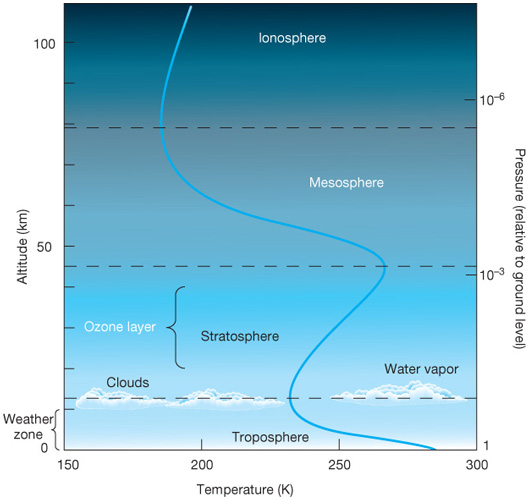 100
Ionosphere
10⁻⁶
Mesosphere
Altitude (km)
Pressure (relative to ground level)
50
10⁻³
Ozone layer
Stratosphere
Clouds
Water vapor
Weather
zone
Troposphere
0
1
150
200
250
300
Temperature (K)